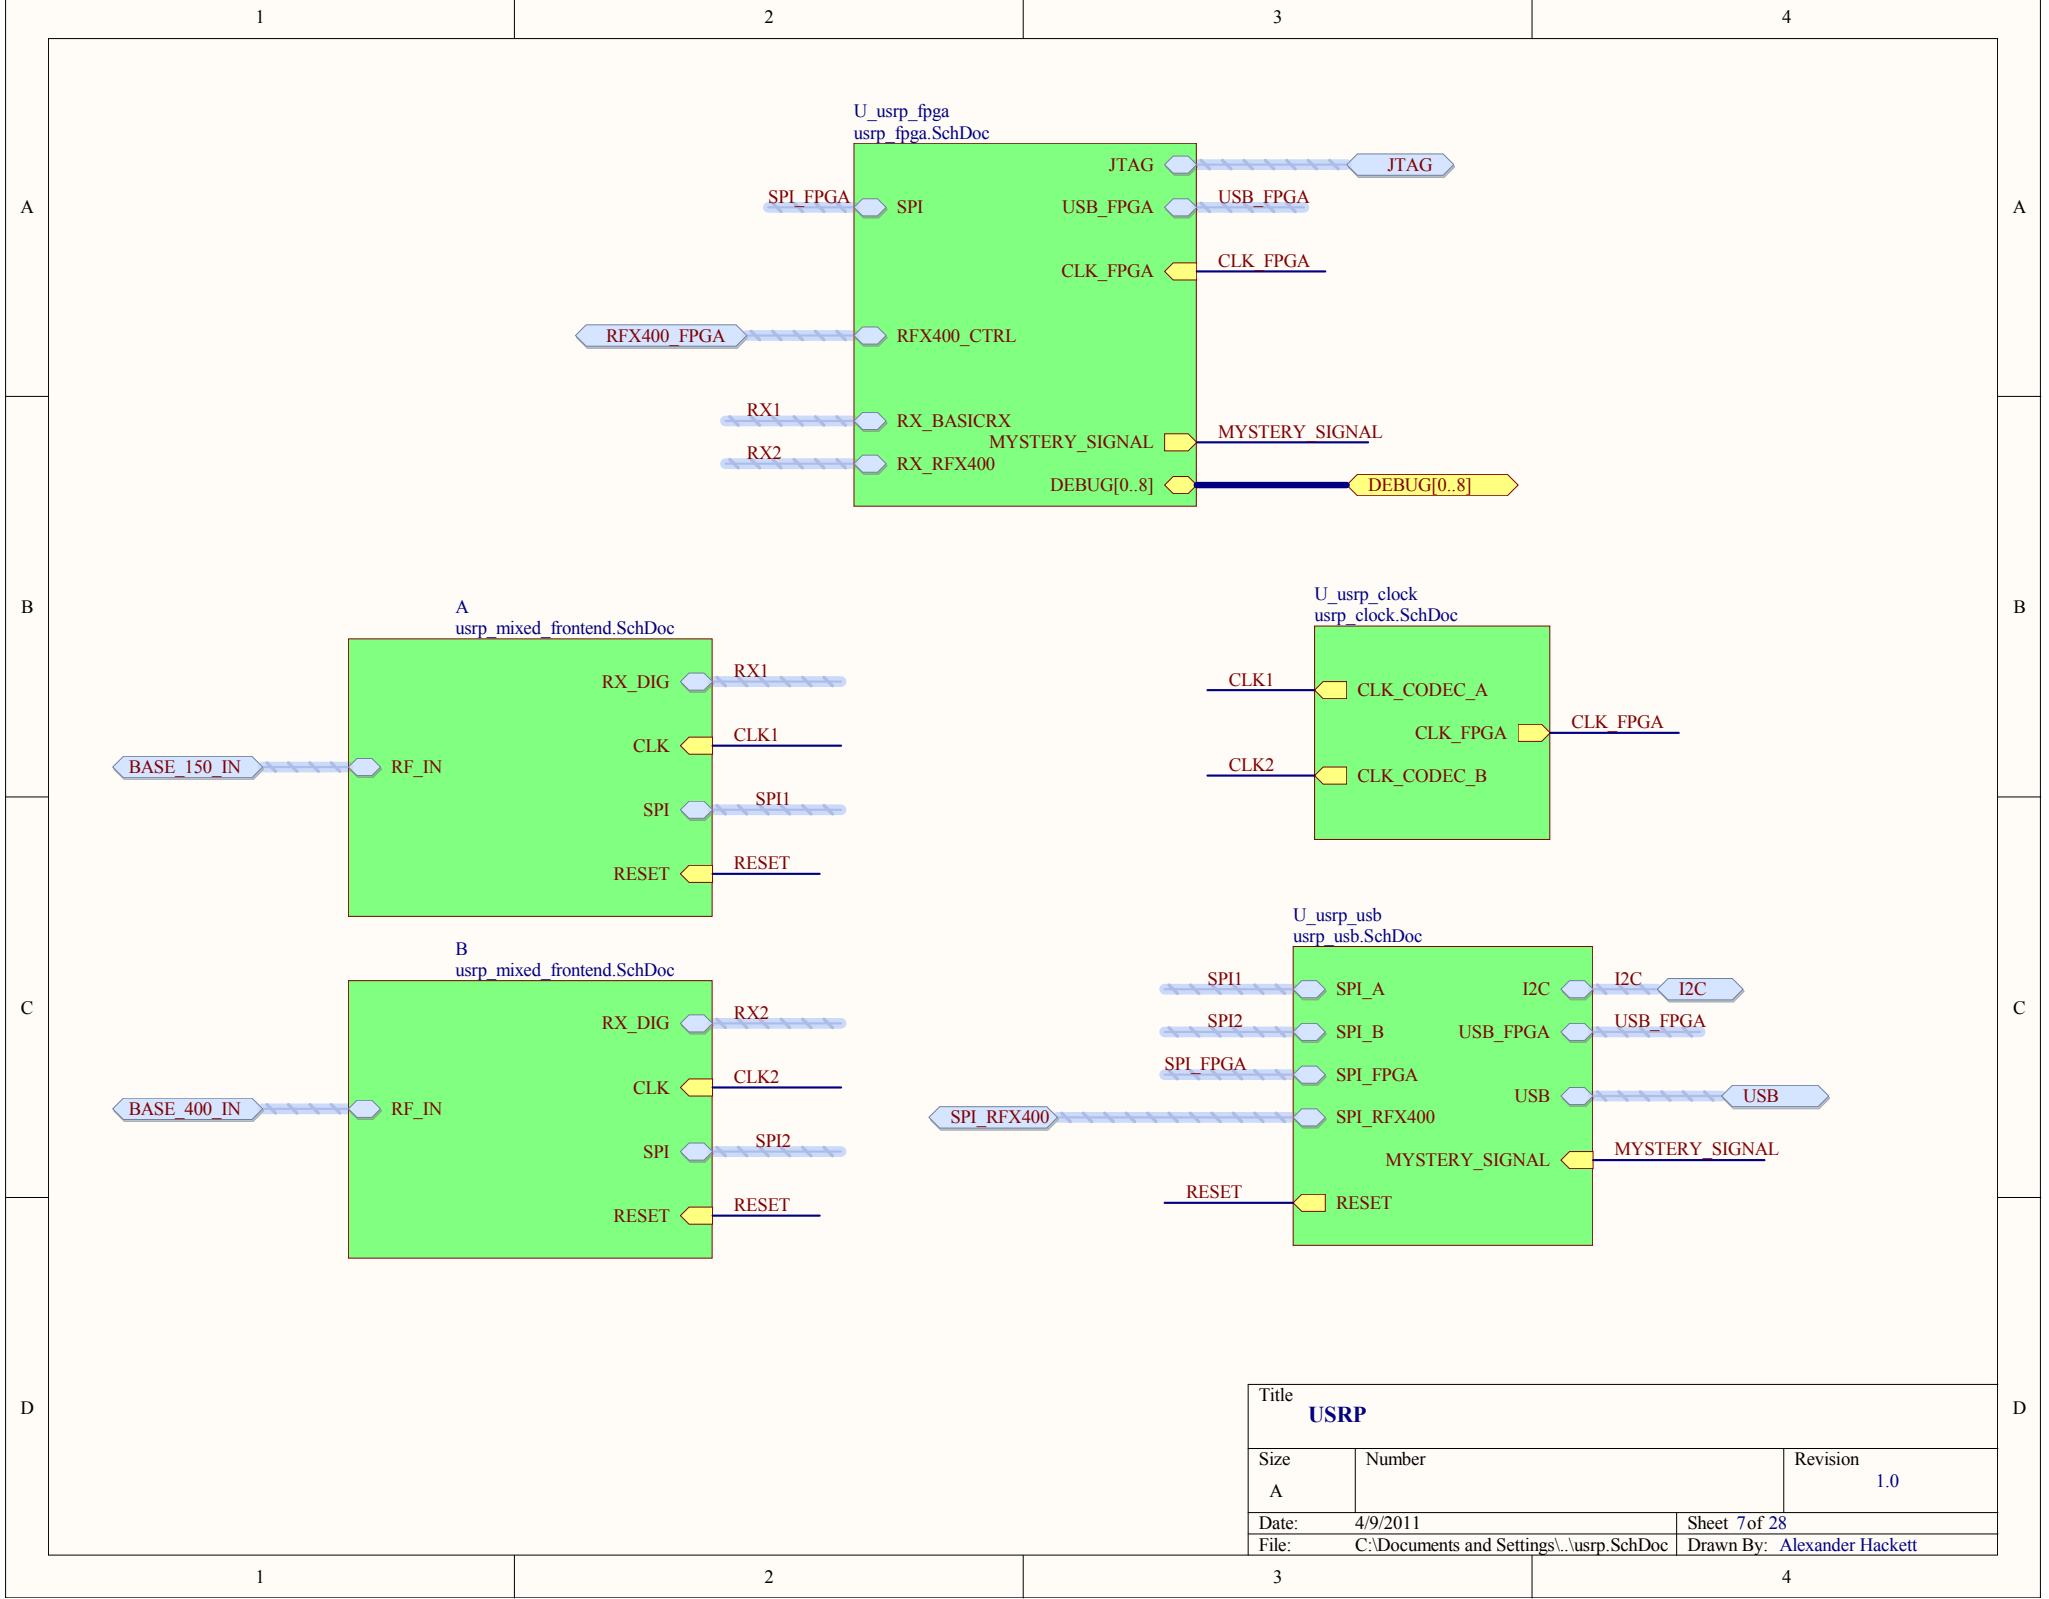 1 2 3 4
A A
B B
C C
D D
U_usrp_fpga
usrp_fpga.SchDoc
JTAG JTAG
SPI_FPGA SPI USB_FPGA USB_FPGA
CLK_FPGA CLK_FPGA
RFX400_FPGA RFX400_CTRL
RX1 RX_BASICRX
MYSTERY_SIGNAL MYSTERY_SIGNAL
RX2 RX_RFX400
DEBUG[0..8] DEBUG[0..8]
A
usrp_mixed_frontend.SchDoc
RX_DIG RX1
CLK CLK1
BASE_150_IN RF_IN
SPI SPI1
RESET RESET
U_usrp_clock
usrp_clock.SchDoc
CLK1 CLK_CODEC_A
CLK_FPGA CLK_FPGA
CLK2 CLK_CODEC_B
B
usrp_mixed_frontend.SchDoc
RX_DIG RX2
CLK CLK2
BASE_400_IN RF_IN
SPI SPI2
RESET RESET
U_usrp_usb
usrp_usb.SchDoc
SPI1 SPI_A I2C I2C I2C
SPI2 SPI_B USB_FPGA USB_FPGA
SPI_FPGA SPI_FPGA
USB USB
SPI_RFX400 SPI_RFX400
MYSTERY_SIGNAL MYSTERY_SIGNAL
RESET RESET
Title
USRP
Size Number Revision
A 1.0
Date: 4/9/2011 Sheet 7 of 28
File: C:\Documents and Settings\..\usrp.SchDoc Drawn By: Alexander Hackett
1 2 3 4